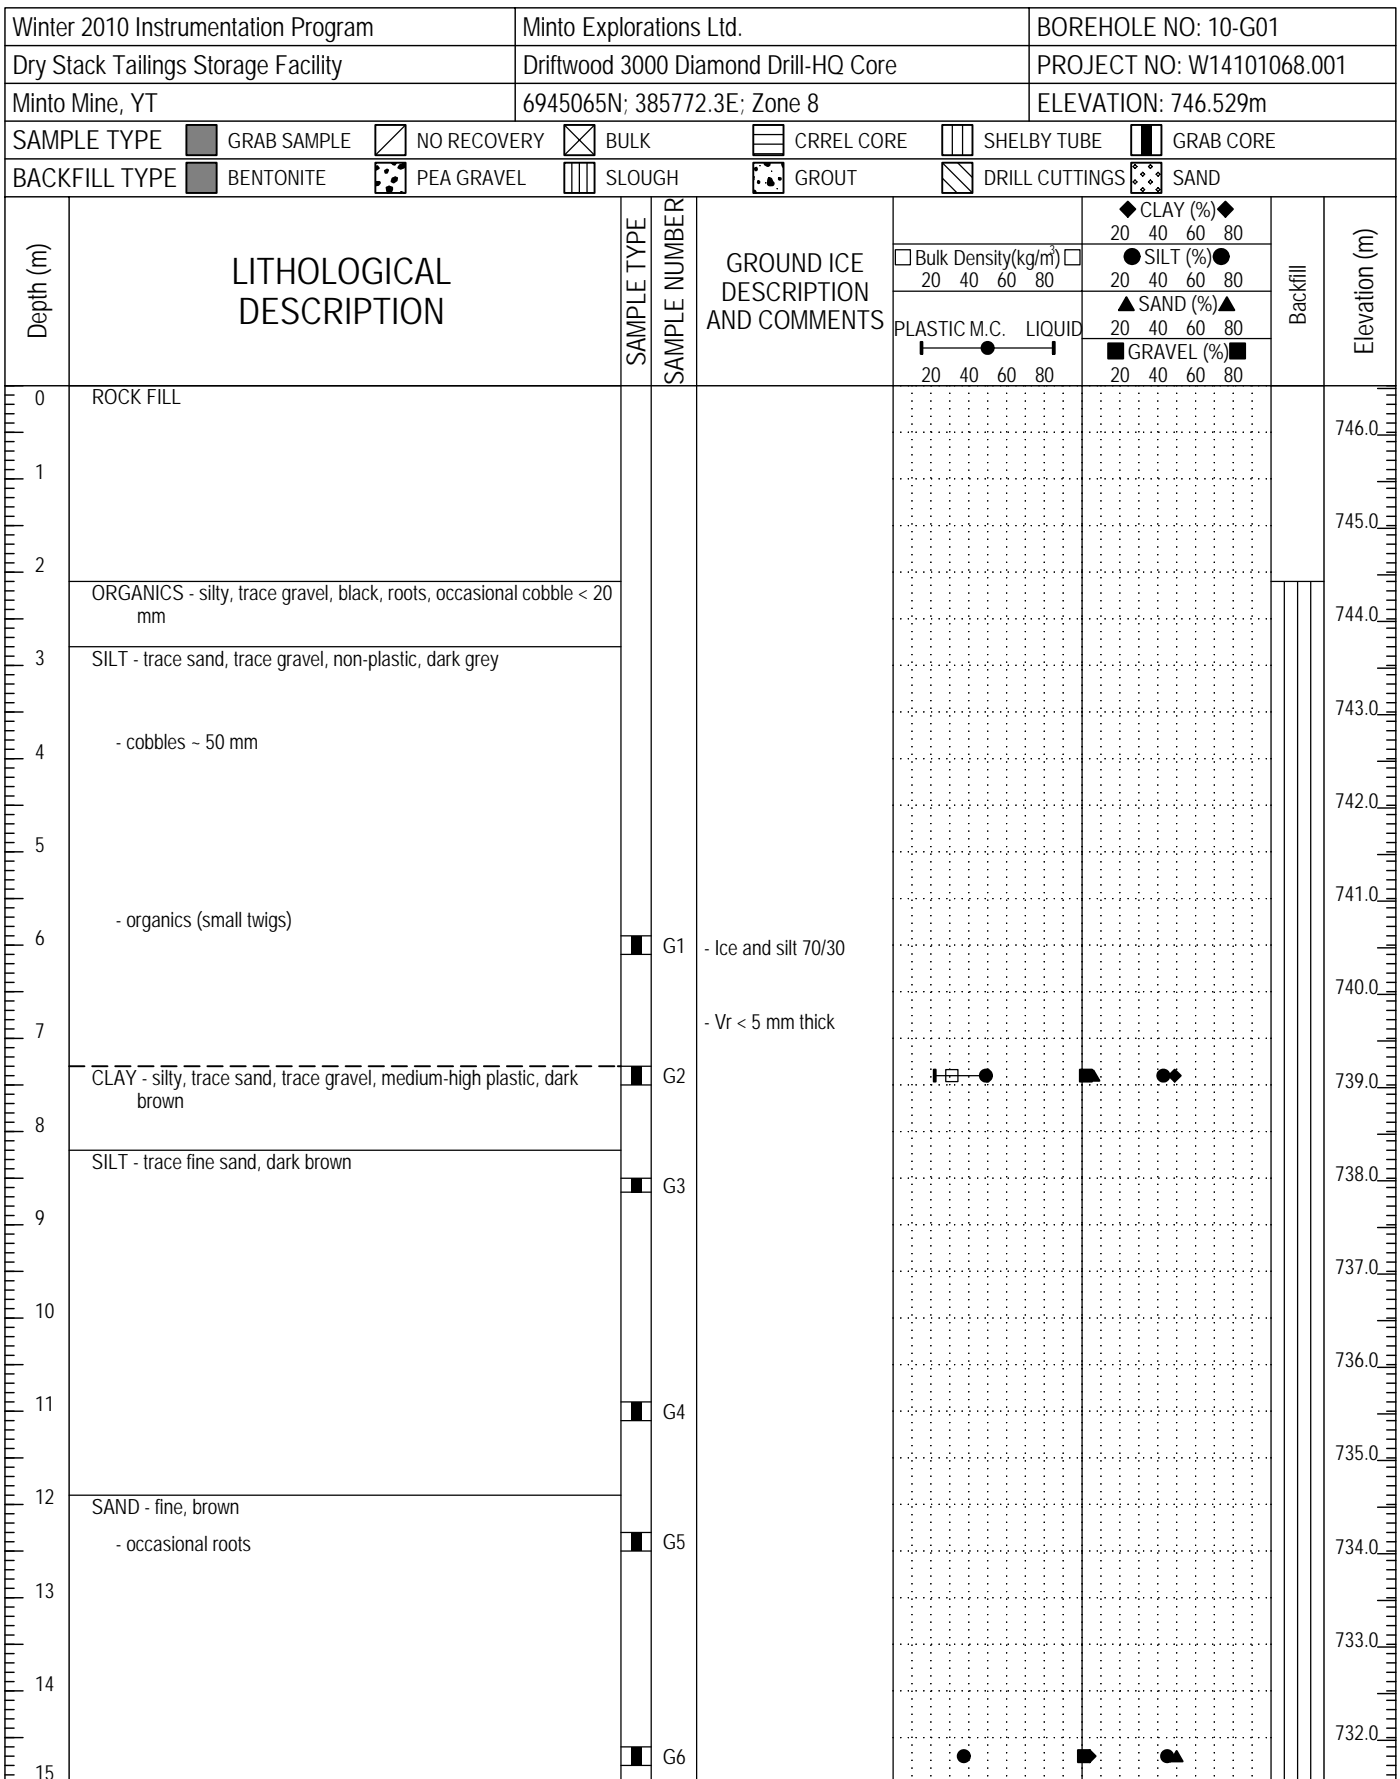 Winter 2010 Instrumentation Program
Minto Explorations Ltd.
BOREHOLE NO: 10-G01
Dry Stack Tailings Storage Facility
Driftwood 3000 Diamond Drill-HQ Core
PROJECT NO: W14101068.001
Minto Mine, YT
6945065N; 385772.3E; Zone 8
ELEVATION: 746.529m
SAMPLE TYPE GRAB SAMPLE NO RECOVERY BULK CRREL CORE SHELBY TUBE GRAB CORE
BACKFILL TYPE BENTONITE PEA GRAVEL SLOUGH GROUT DRILL CUTTINGS SAND
Depth (m)
LITHOLOGICAL
DESCRIPTION
SAMPLE TYPE
SAMPLE NUMBER
GROUND ICE
DESCRIPTION
AND COMMENTS
Bulk Density(kg/m³)
20 40 60 80
PLASTIC M.C. LIQUID
20 40 60 80
CLAY (%)
20 40 60 80
SILT (%)
20 40 60 80
SAND (%)
20 40 60 80
GRAVEL (%)
20 40 60 80
Backfill
Elevation (m)
0 ROCK FILL
746.0
1
745.0
2
ORGANICS - silty, trace gravel, black, roots, occasional cobble < 20
mm
744.0
3 SILT - trace sand, trace gravel, non-plastic, dark grey
743.0
- cobbles ~ 50 mm
4
742.0
5
741.0
- organics (small twigs)
6 G1 - Ice and silt 70/30
740.0
- Vr < 5 mm thick
7
CLAY - silty, trace sand, trace gravel, medium-high plastic, dark
brown
G2
739.0
8
SILT - trace fine sand, dark brown
738.0
G3
9
737.0
10
736.0
11 G4
735.0
12
SAND - fine, brown
- occasional roots
G5
734.0
13
733.0
14
732.0
G6
15